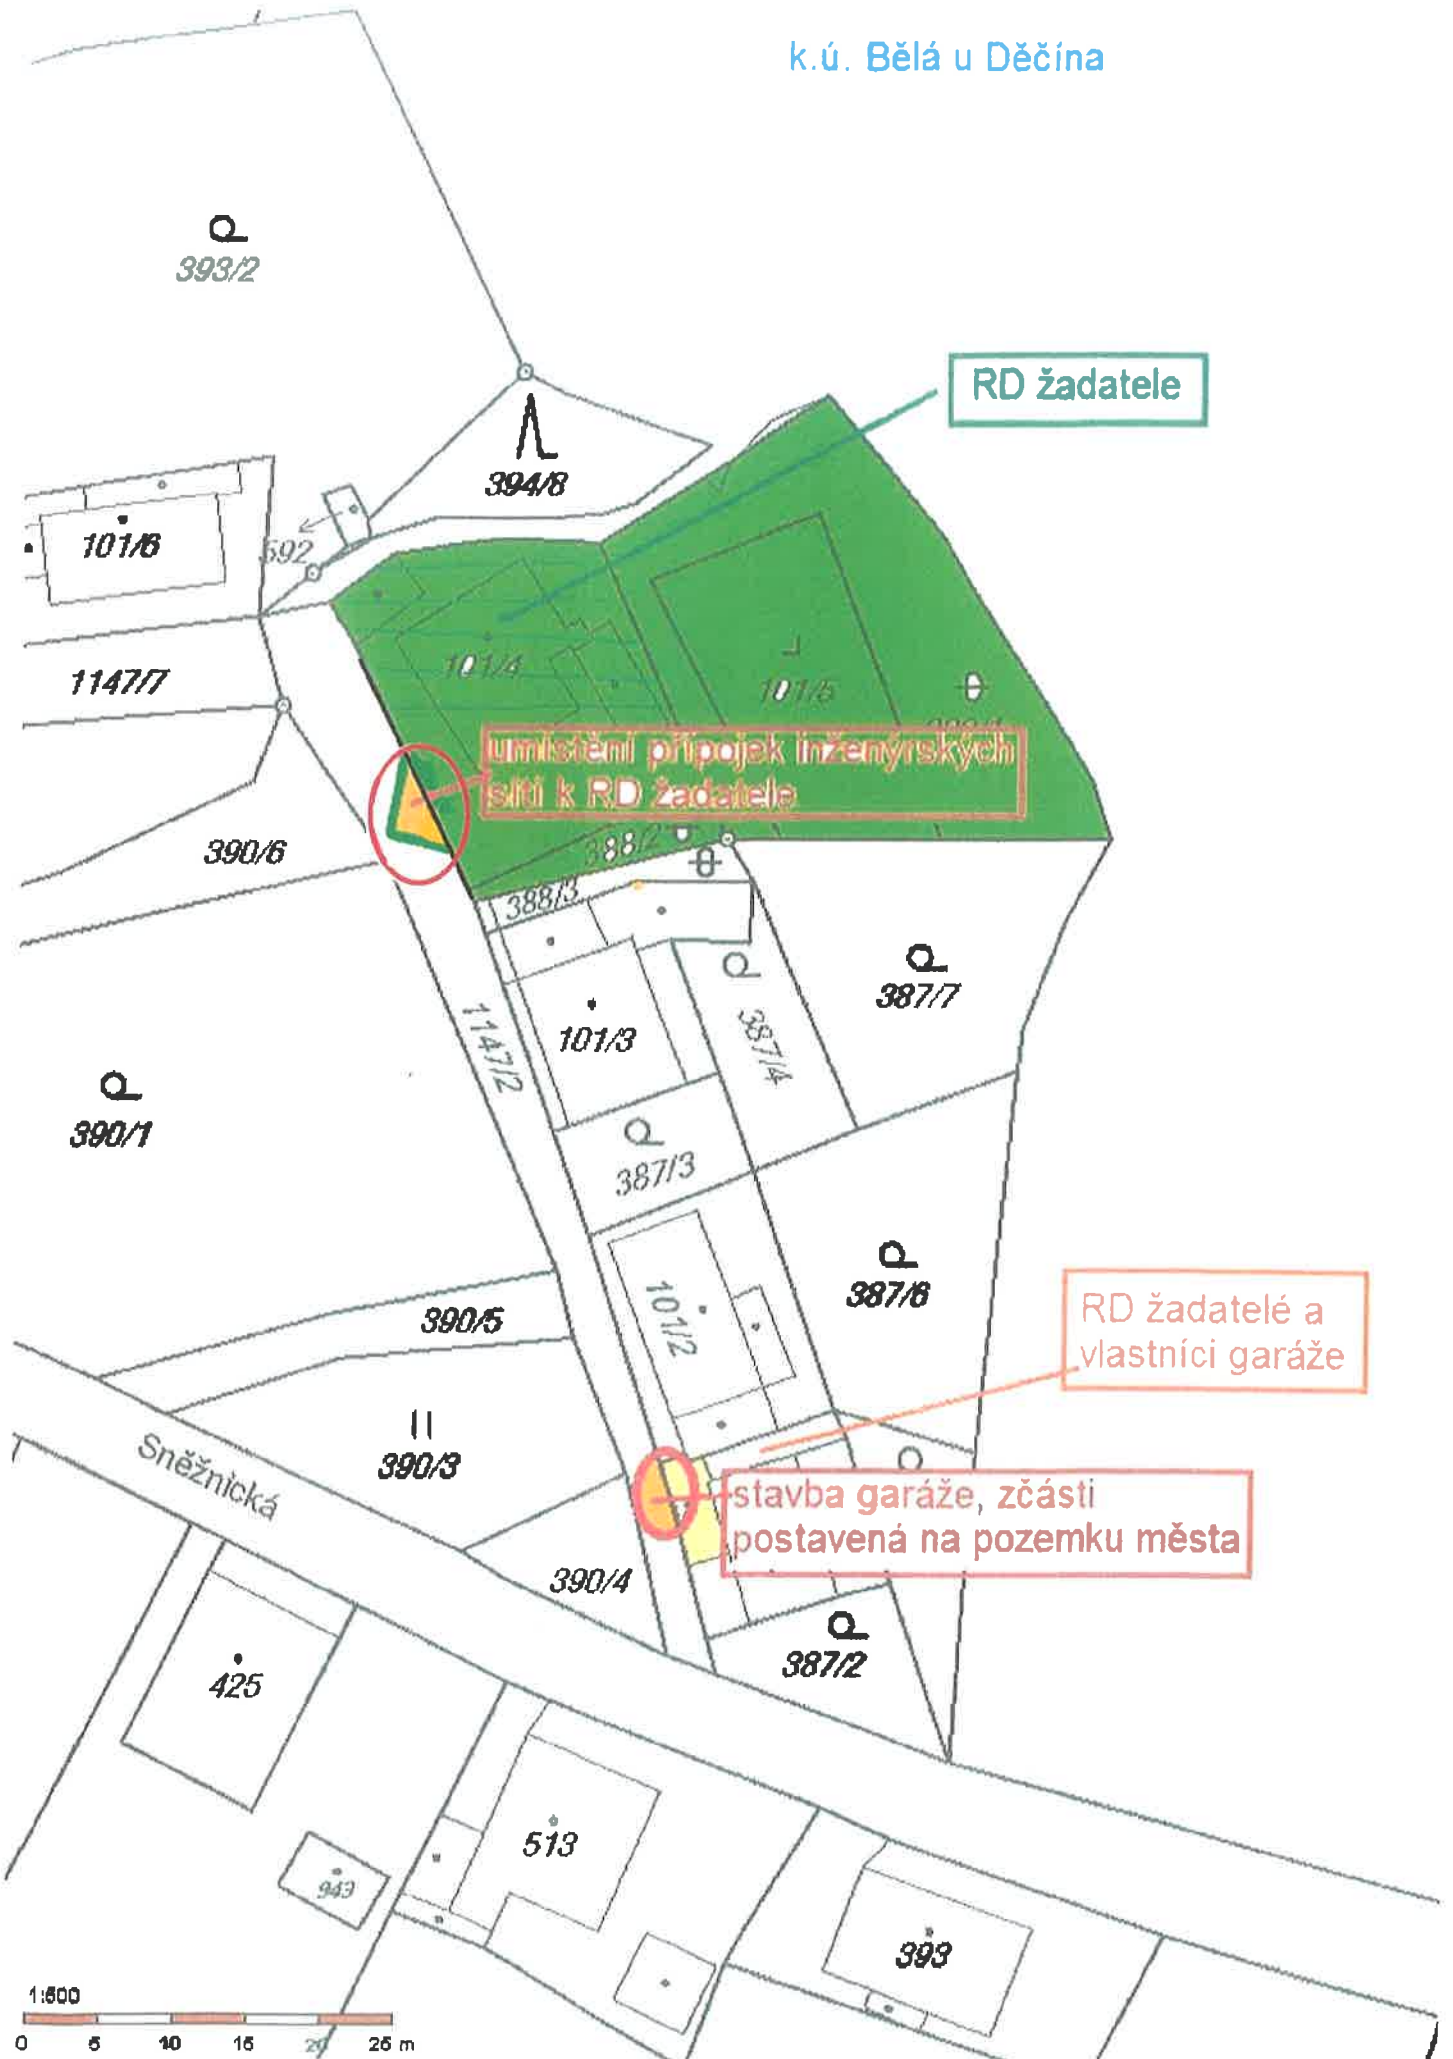 k.ú. Bělá u Děčína
393/2
RD žadatele
394/8
101/6
592
101/4
1147/7
101/5
umístění přípojek inženýrských
sítí k RD žadatele
390/6
388/2
388/3
387/7
1147/2
101/3
387/4
390/1
387/3
387/6
101/2
390/5
RD žadatelé a
vlastníci garáže
390/3
Sněžnická
stavba garáže, zčásti
postavená na pozemku města
390/4
387/2
425
513
949
393
1:500
0 5 10 15 20 25 m